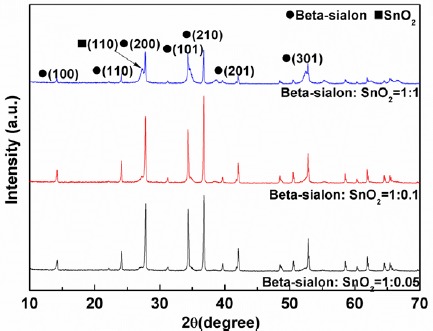 ●Beta-sialon ■SnO₂
●(210)
■(110) ●(200)
●(101)
●(301)
●(100)
●(110)
●(201)
Beta-sialon: SnO₂=1:1
Beta-sialon: SnO₂=1:0.1
Beta-sialon: SnO₂=1:0.05
Intensity (a.u.)
10 20 30 40 50 60 70
2θ(degree)